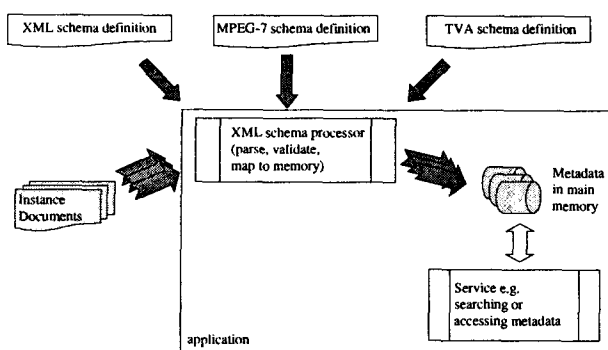 XML schema definition
MPEG-7 schema definition
TVA schema definition
XML schema processor
(parse, validate,
map to memory)
Instance
Documents
Metadata
in main
memory
Service e.g.
searching or
accessing metadata
application